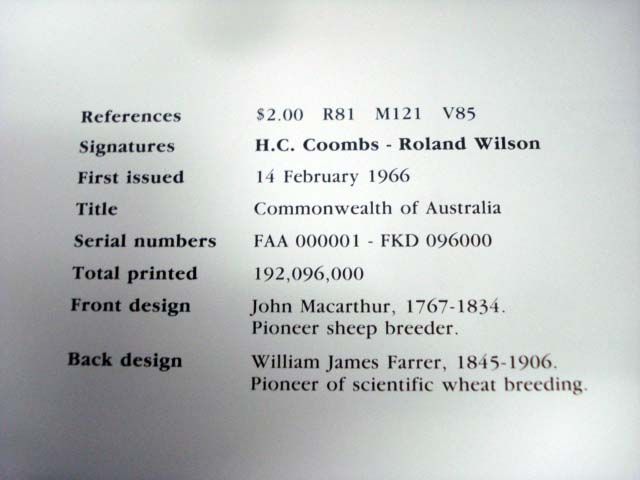 References $2.00 R81 M121 V85
Signatures H.C. Coombs - Roland Wilson
First issued 14 February 1966
Title Commonwealth of Australia
Serial numbers FAA 000001 - FKD 096000
Total printed 192,096,000
Front design John Macarthur, 1767-1834.
Pioneer sheep breeder.
Back design William James Farrer, 1845-1906.
Pioneer of scientific wheat breeding.